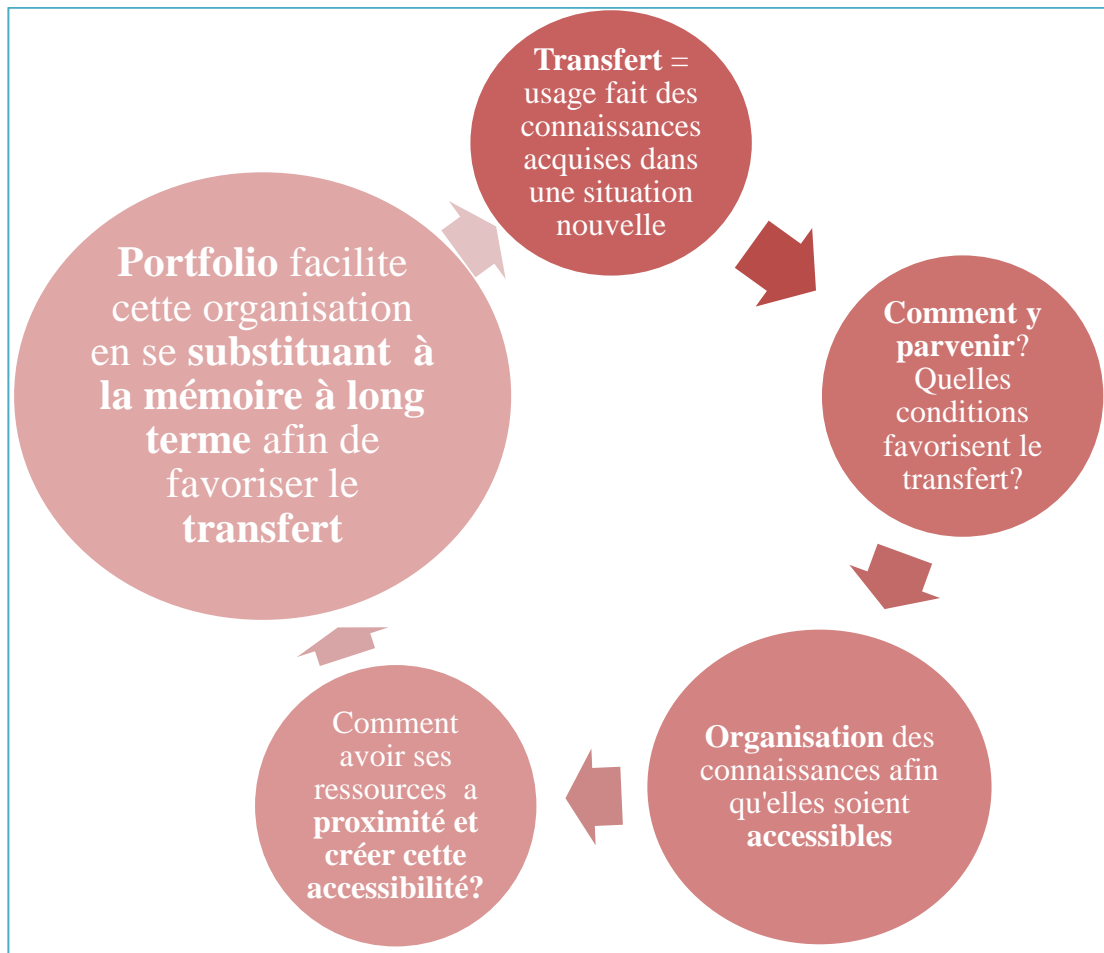 Transfert =
usage fait des
connaissances
acquises dans
une situation
nouvelle
Comment y
parvenir?
Quelles
conditions
favorisent le
transfert?
Organisation des
connaissances afin
qu'elles soient
accessibles
Comment
avoir ses
ressources a
proximité et
créer cette
accessibilité?
Portfolio facilite
cette organisation
en se substituant à
la mémoire à long
terme afin de
favoriser le
transfert